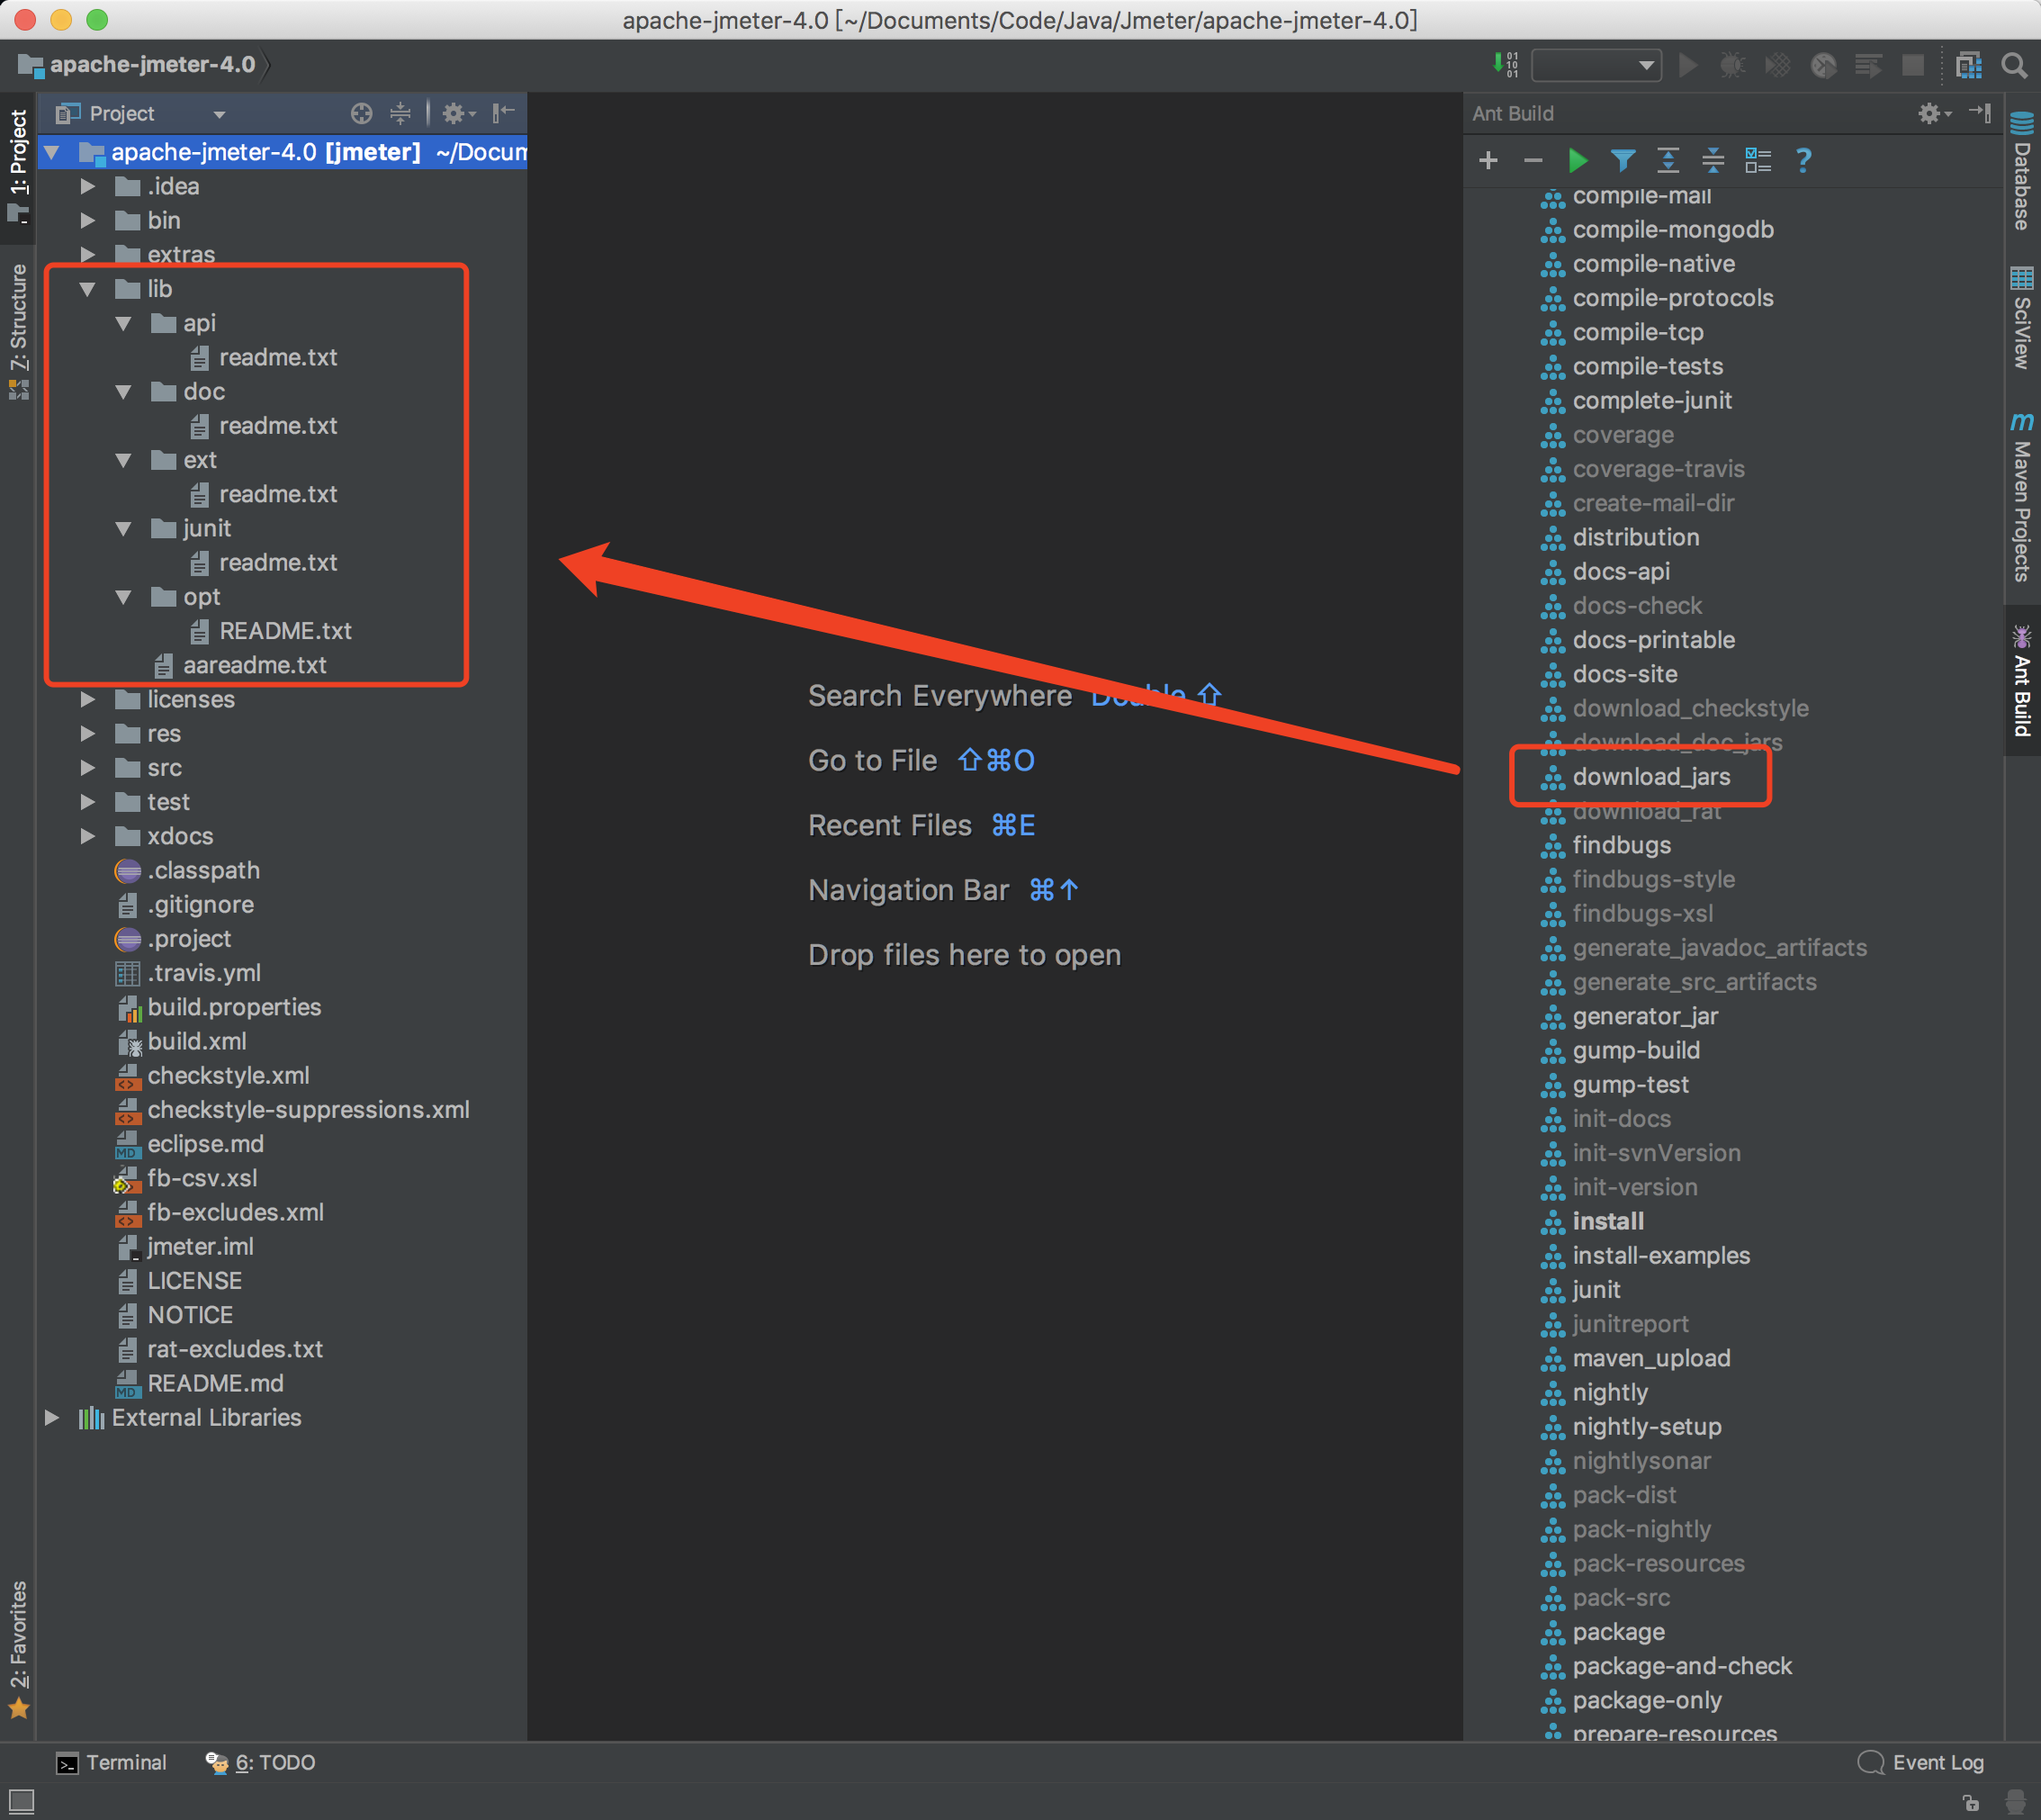 apache-jmeter-4.0 [~/Documents/Code/Java/Jmeter/apache-jmeter-4.0]
apache-jmeter-4.0
1: Project
Z: Structure
2: Favorites
Project
apache-jmeter-4.0 [jmeter] ~/Docum
.idea
bin
extras
lib
api
readme.txt
doc
readme.txt
ext
readme.txt
junit
readme.txt
opt
README.txt
aareadme.txt
licenses
res
src
test
xdocs
.classpath
.gitignore
.project
.travis.yml
build.properties
build.xml
checkstyle.xml
checkstyle-suppressions.xml
eclipse.md
fb-csv.xsl
fb-excludes.xml
jmeter.iml
LICENSE
NOTICE
rat-excludes.txt
README.md
External Libraries
Search Everywhere Double ⇧
Go to File ⇧⌘O
Recent Files ⌘E
Navigation Bar ⌘↑
Drop files here to open
Ant Build
compile-mail
compile-mongodb
compile-native
compile-protocols
compile-tcp
compile-tests
complete-junit
coverage
coverage-travis
create-mail-dir
distribution
docs-api
docs-check
docs-printable
docs-site
download_checkstyle
download_doc_jars
download_jars
download_rat
findbugs
findbugs-style
findbugs-xsl
generate_javadoc_artifacts
generate_src_artifacts
generator_jar
gump-build
gump-test
init-docs
init-svnVersion
init-version
install
install-examples
junit
junitreport
maven_upload
nightly
nightly-setup
nightlysonar
pack-dist
pack-nightly
pack-resources
pack-src
package
package-and-check
package-only
prepare-resources
Database
SciView
Maven Projects
Ant Build
Terminal
6: TODO
Event Log